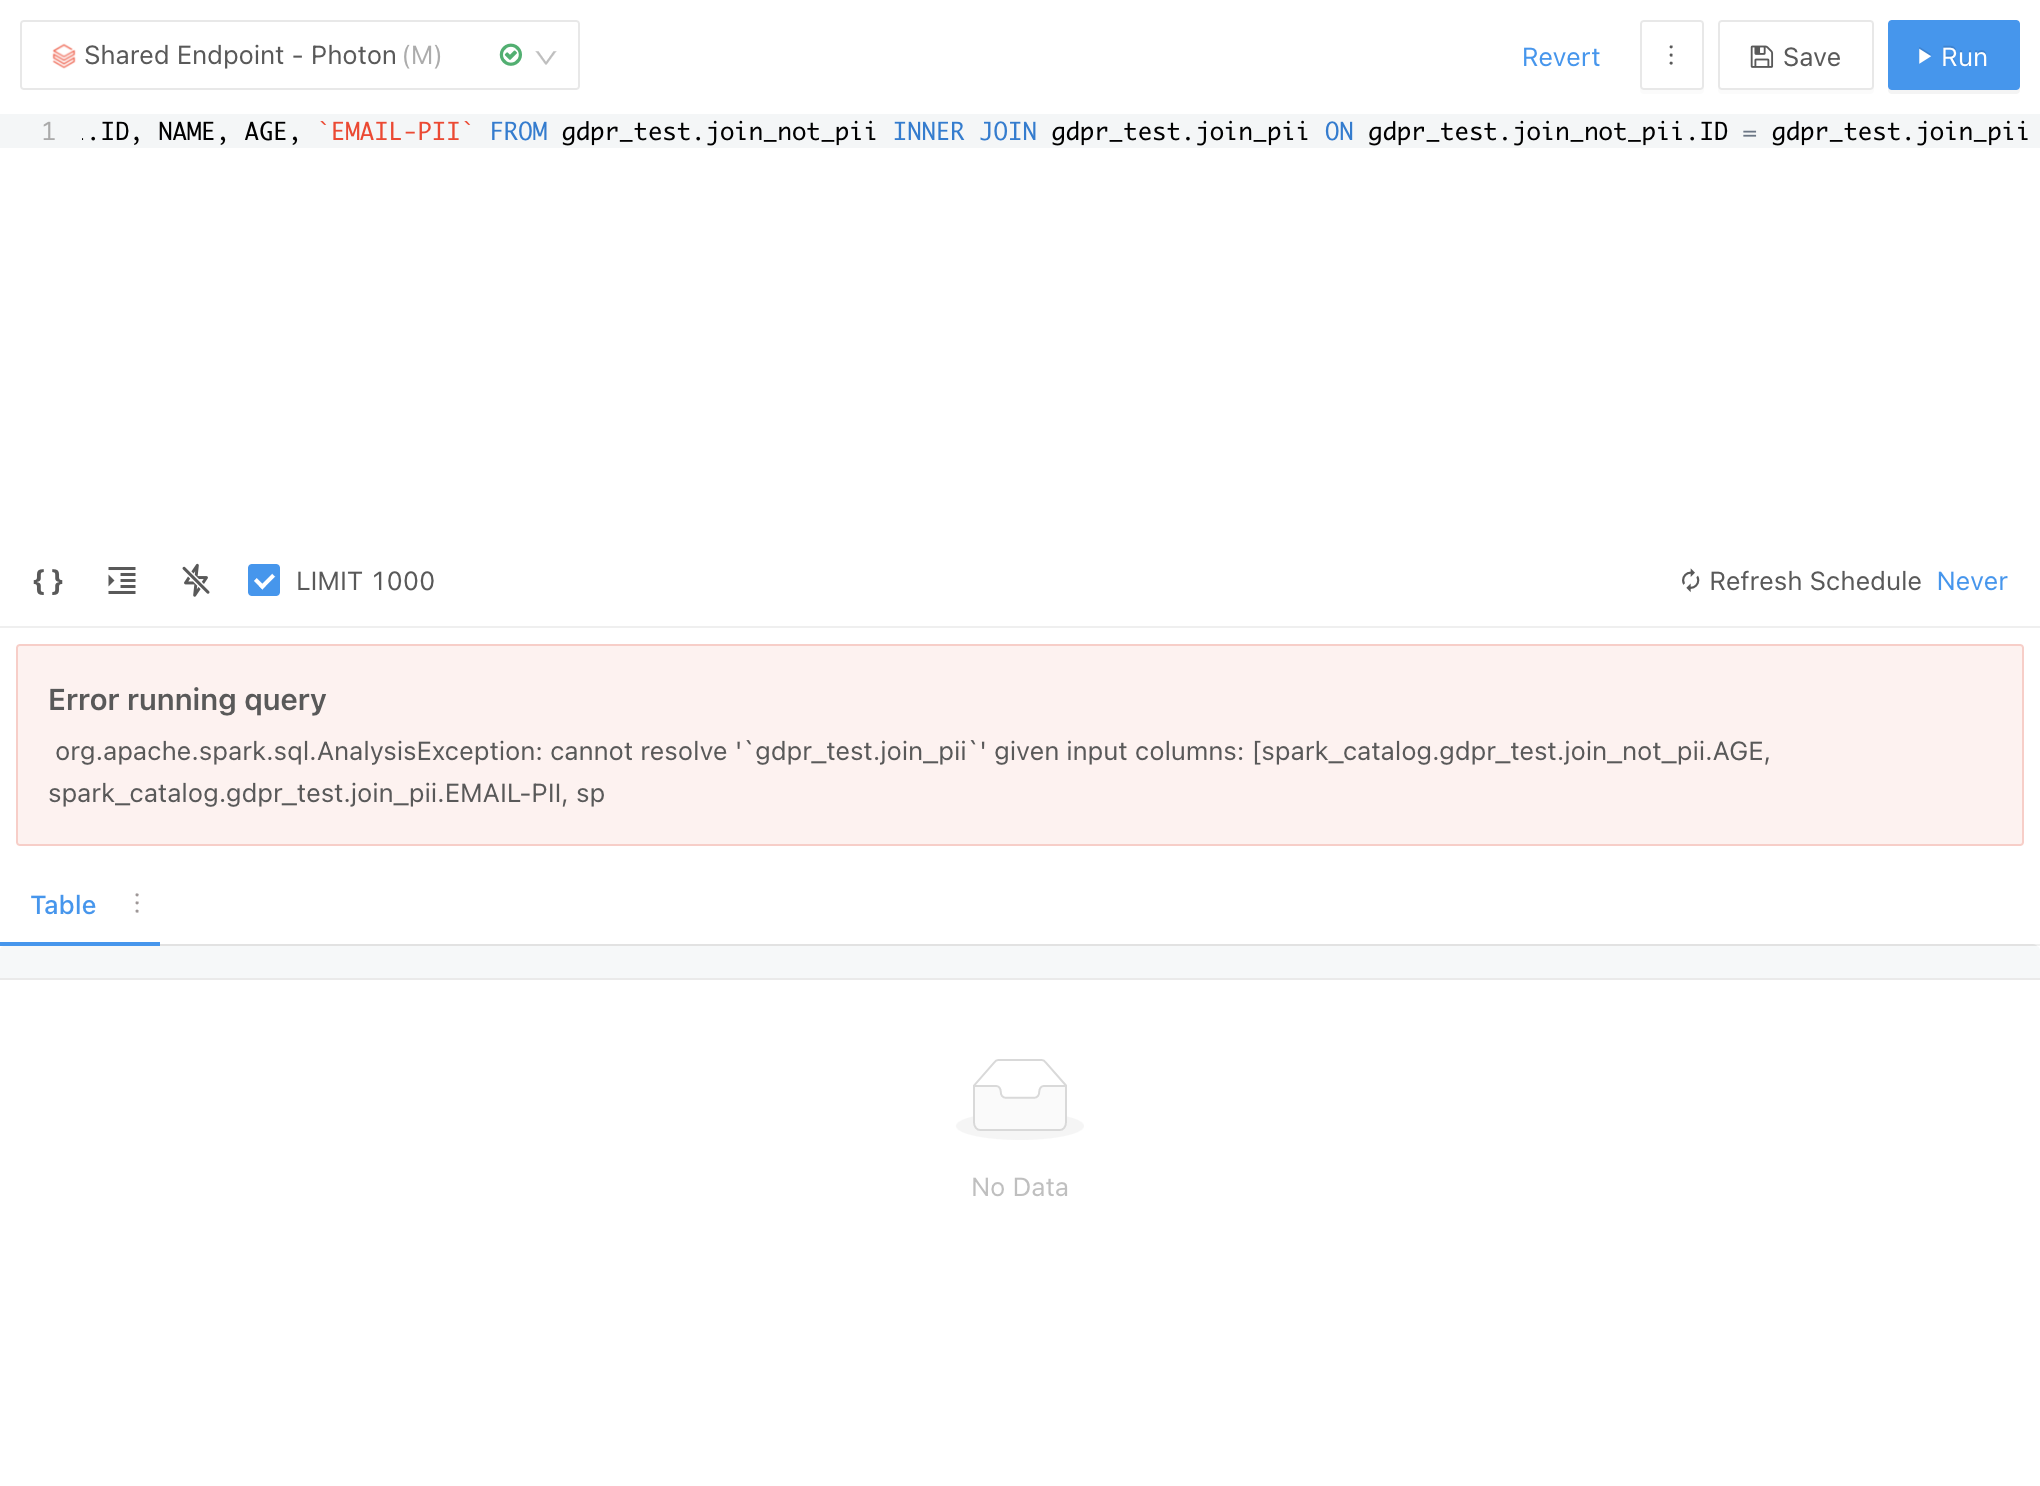 Shared Endpoint - Photon (M)
Revert
Save
Run
1 ..ID, NAME, AGE, `EMAIL-PII` FROM gdpr_test.join_not_pii INNER JOIN gdpr_test.join_pii ON gdpr_test.join_not_pii.ID = gdpr_test.join_pii
{} LIMIT 1000
Refresh Schedule Never
Error running query
org.apache.spark.sql.AnalysisException: cannot resolve '`gdpr_test.join_pii`' given input columns: [spark_catalog.gdpr_test.join_not_pii.AGE,
spark_catalog.gdpr_test.join_pii.EMAIL-PII, sp
Table
No Data